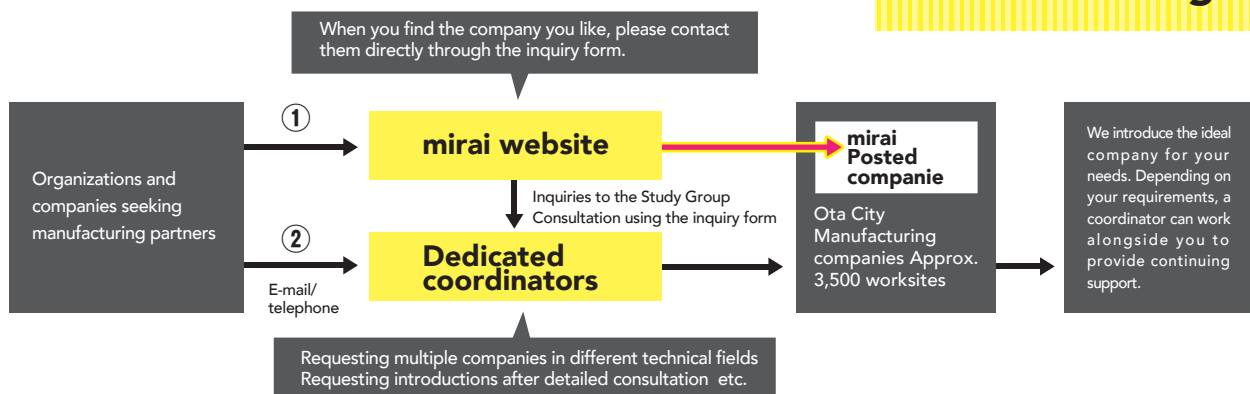 When you find the company you like, please contact
them directly through the inquiry form.
Organizations and
companies seeking
manufacturing partners
①
mirai website
Inquiries to the Study Group
Consultation using the inquiry form
②
E-mail/
telephone
Dedicated
coordinators
Requesting multiple companies in different technical fields
Requesting introductions after detailed consultation etc.
mirai
Posted
companie
Ota City
Manufacturing
companies Approx.
3,500 worksites
We introduce the ideal
company for your
needs. Depending on
your requirements, a
coordinator can work
alongside you to
provide continuing
support.